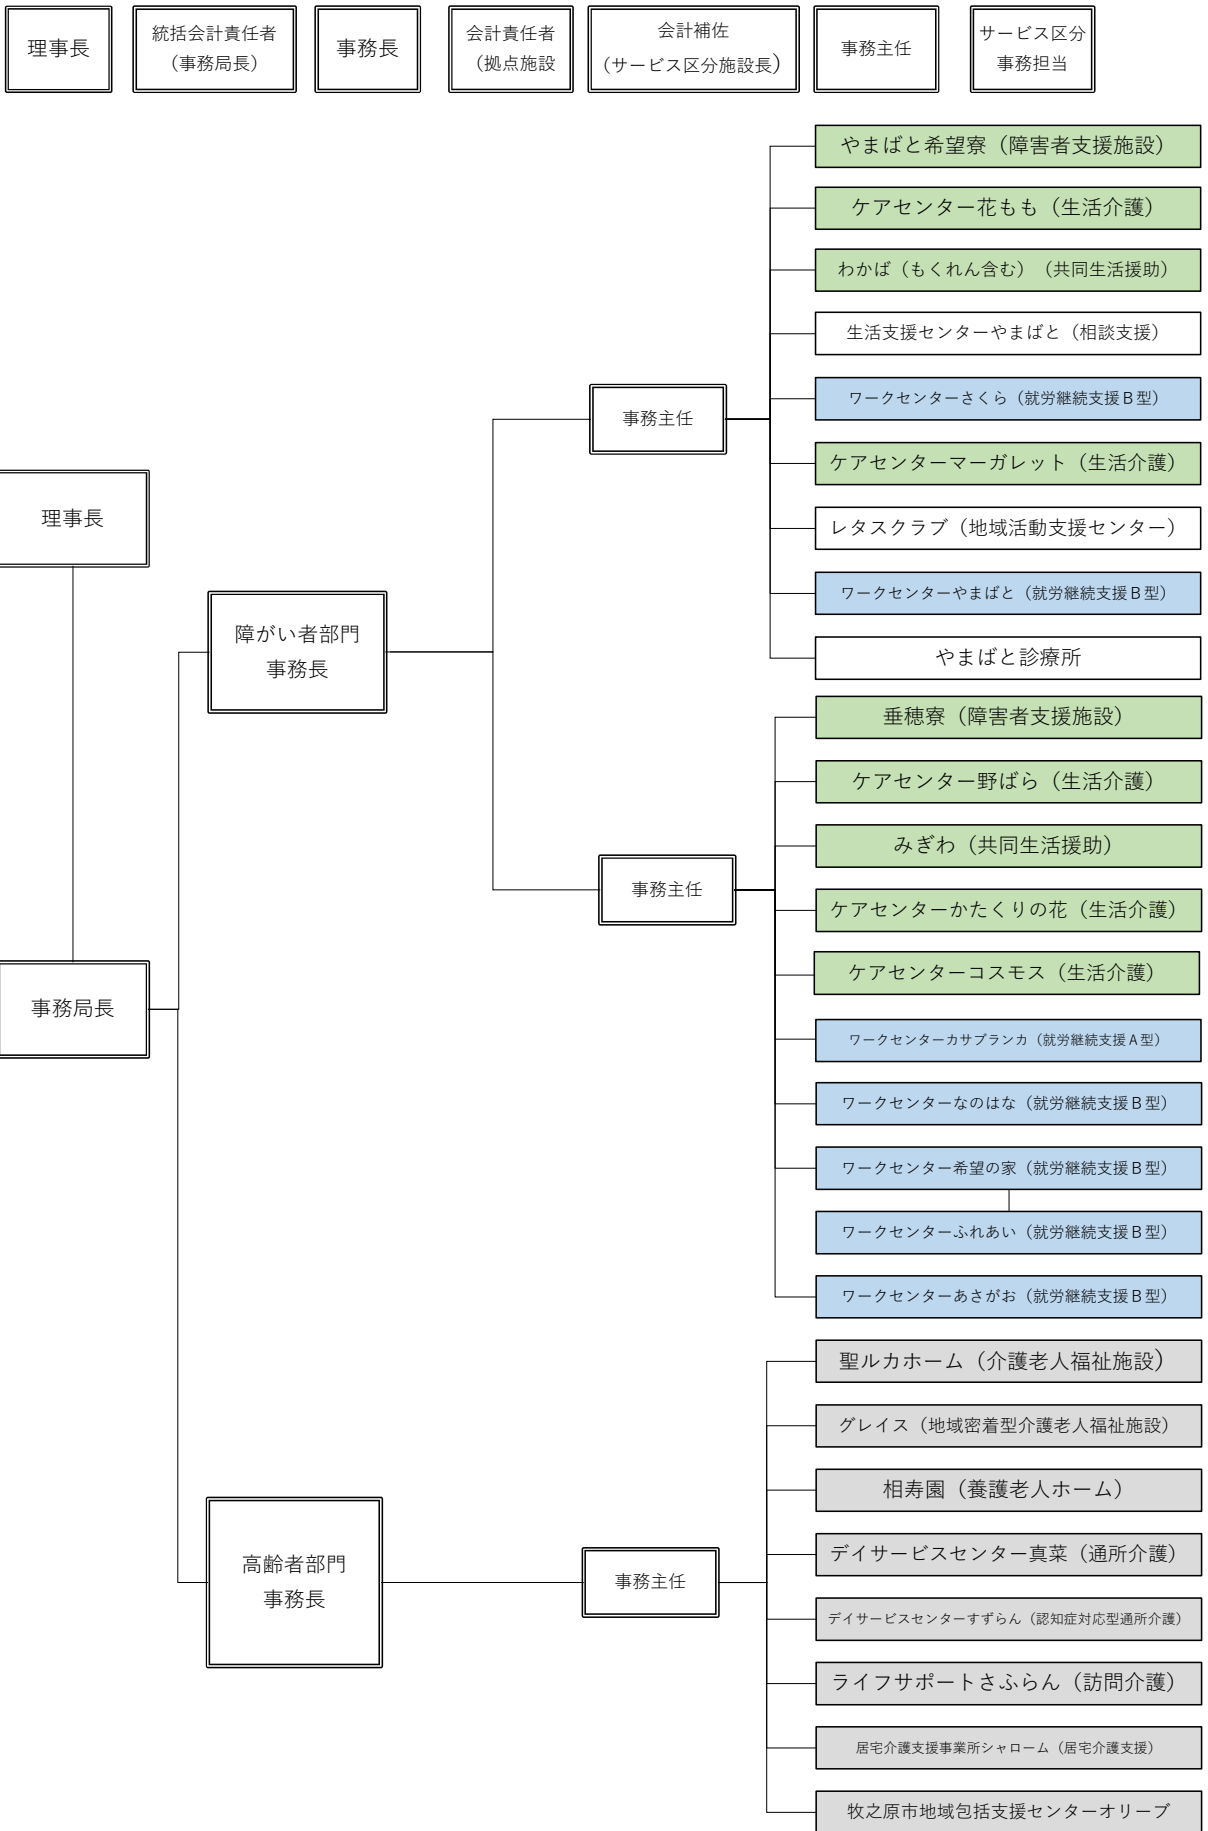 理事長
統括会計責任者
（事務局長）
事務長
会計責任者
（拠点施設
会計補佐
（サービス区分施設長）
事務主任
サービス区分
事務担当
やまばと希望寮（障害者支援施設）
ケアセンター花もも（生活介護）
わかば（もくれん含む）（共同生活援助）
生活支援センターやまばと（相談支援）
ワークセンターさくら（就労継続支援Ｂ型）
事務主任
ケアセンターマーガレット（生活介護）
理事長
レタスクラブ（地域活動支援センター）
ワークセンターやまばと（就労継続支援Ｂ型）
障がい者部門
事務長
やまばと診療所
垂穂寮（障害者支援施設）
ケアセンター野ばら（生活介護）
みぎわ（共同生活援助）
事務主任
ケアセンターかたくりの花（生活介護）
ケアセンターコスモス（生活介護）
事務局長
ワークセンターカサブランカ（就労継続支援Ａ型）
ワークセンターなのはな（就労継続支援Ｂ型）
ワークセンター希望の家（就労継続支援Ｂ型）
ワークセンターふれあい（就労継続支援Ｂ型）
ワークセンターあさがお（就労継続支援Ｂ型）
聖ルカホーム（介護老人福祉施設）
グレイス（地域密着型介護老人福祉施設）
相寿園（養護老人ホーム）
デイサービスセンター真菜（通所介護）
高齢者部門
事務長
事務主任
デイサービスセンターすずらん（認知症対応型通所介護）
ライフサポートさふらん（訪問介護）
居宅介護支援事業所シャローム（居宅介護支援）
牧之原市地域包括支援センターオリーブ